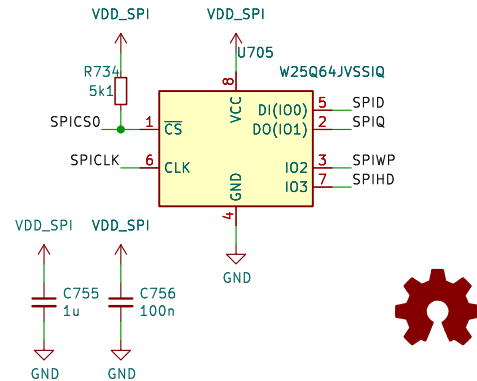 VDD_SPI
VDD_SPI
R734
5k1
U705
W25Q64JVSSIQ
8
VCC
SPICS0
1
CS
DI(IO0)
5
SPID
DO(IO1)
2
SPIQ
SPICLK
6
CLK
IO2
3
SPIWP
IO3
7
SPIHD
GND
4
GND
VDD_SPI
VDD_SPI
C755
1u
C756
100n
GND
GND